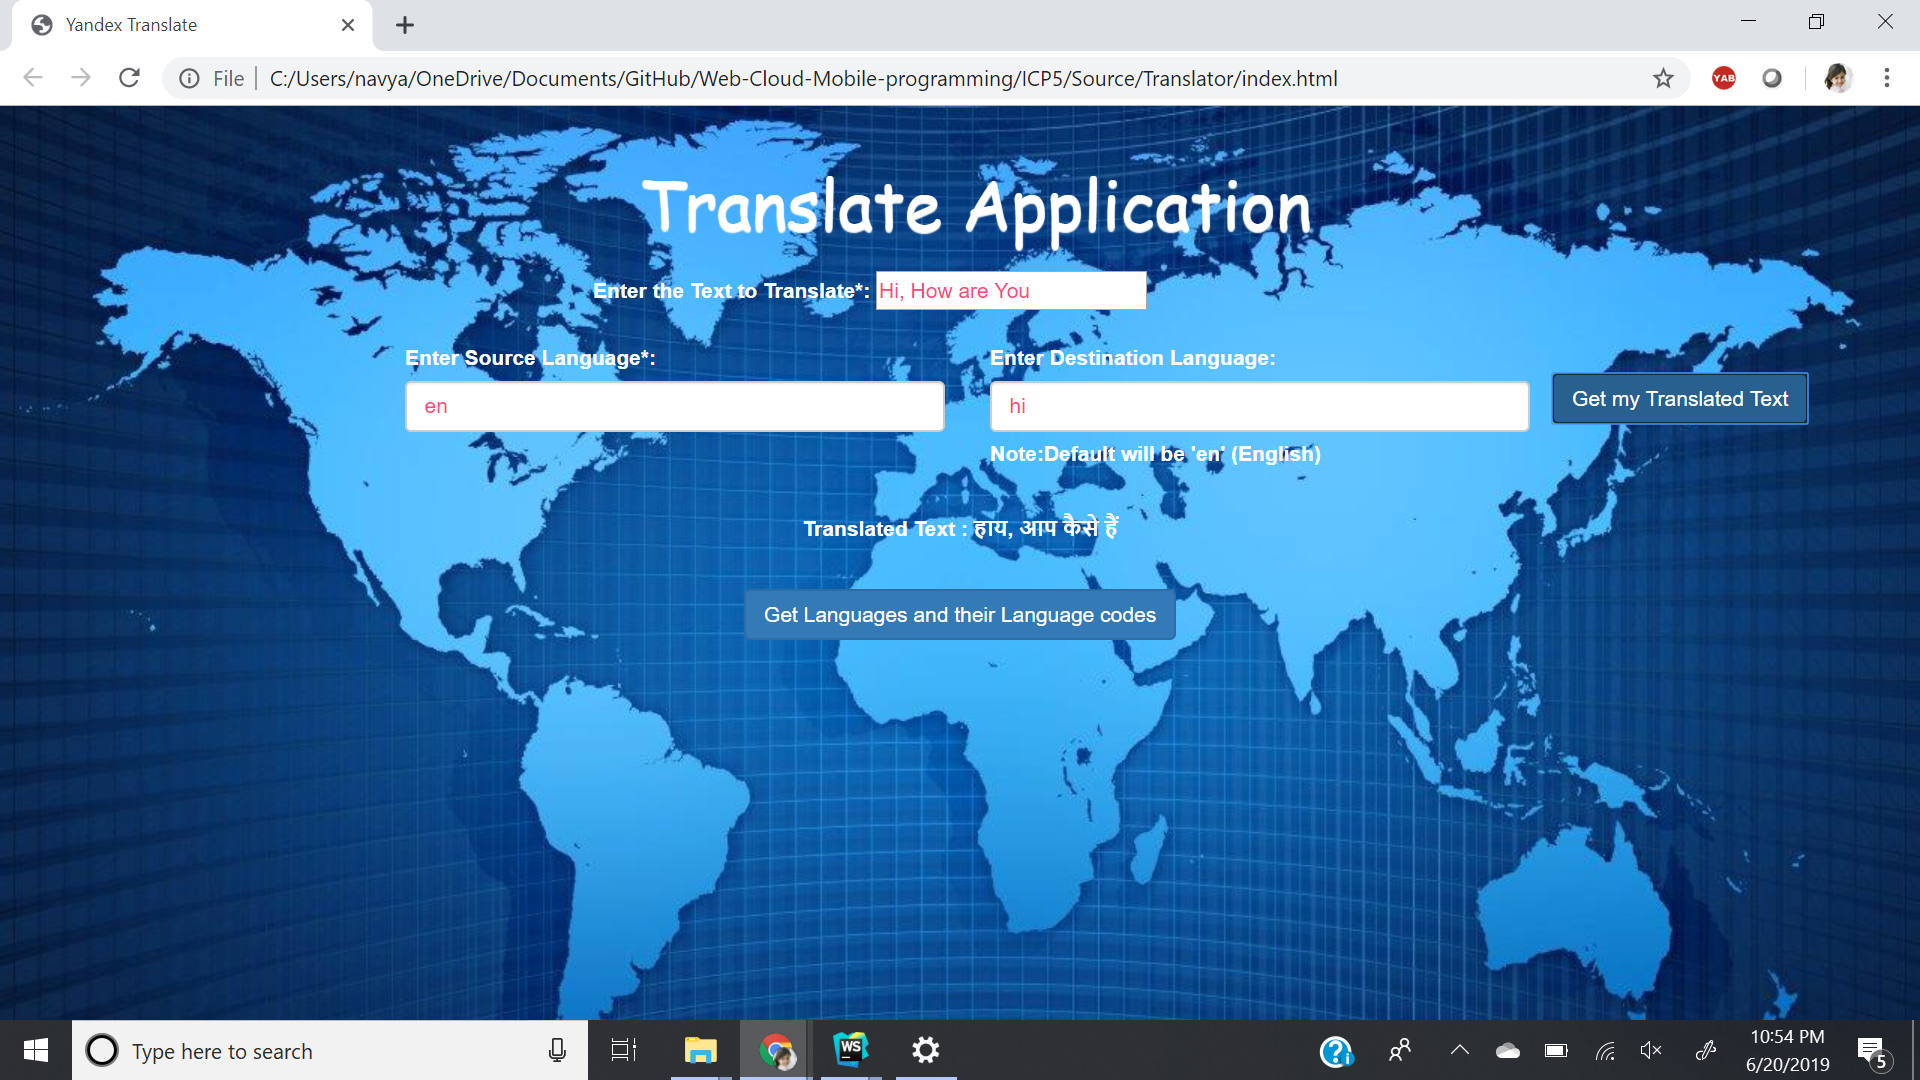 Yandex Translate
File
C:/Users/navya/OneDrive/Documents/GitHub/Web-Cloud-Mobile-programming/ICP5/Source/Translator/index.html
YAB
Translate Application
Enter the Text to Translate*: Hi, How are You
Enter Source Language*:
en
Enter Destination Language:
hi
Note:Default will be 'en' (English)
Get my Translated Text
Translated Text : हाय, आप कैसे हैं
Get Languages and their Language codes
Type here to search
WS
10:54 PM
6/20/2019
5